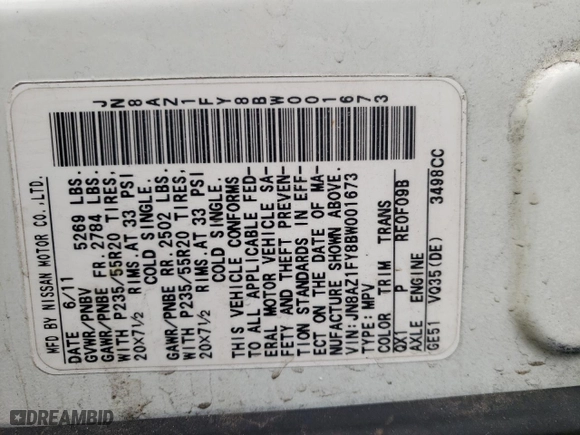 JN8AZ1FY8BW001673
MFD BY NISSAN MOTOR CO.,LTD.
DATE 6/11
GVWR/PNBV 5269 LBS.
GAWR/PNBE FR. 2784 LBS.
WITH P235/55R20 TIRES,
20X7½ RIMS.AT 33 PSI
COLD SINGLE.
GAWR/PNBE RR. 2502 LBS.
WITH P235/55R20 TIRES,
20X7½ RIMS.AT 33 PSI
COLD SINGLE.
THIS VEHICLE CONFORMS
TO ALL APPLICABLE FED-
ERAL MOTOR VEHICLE SA-
FETY AND THEFT PREVEN-
TION STANDARDS IN EFF-
ECT ON THE DATE OF MA-
NUFACTURE SHOWN ABOVE.
VIN:JN8AZ1FY8BW001673
TYPE:MPV
COLOR TRIM TRANS
QX1 P RE0F09B
AXLE ENGINE
GE51 VQ35(DE) 3498CC
DREAMBID